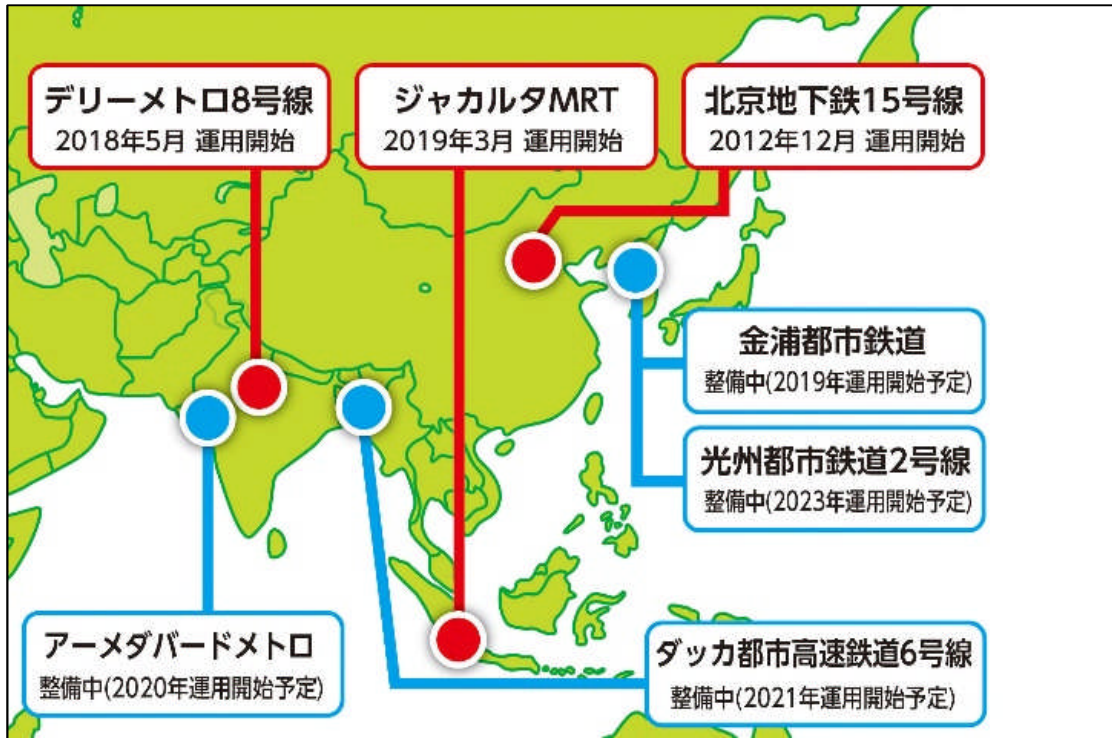 デリーメトロ8号線
2018年5月 運用開始
ジャカルタMRT
2019年3月 運用開始
北京地下鉄15号線
2012年12月 運用開始
金浦都市鉄道
整備中(2019年運用開始予定)
光州都市鉄道2号線
整備中(2023年運用開始予定)
アーメダバードメトロ
整備中(2020年運用開始予定)
ダッカ都市高速鉄道6号線
整備中(2021年運用開始予定)